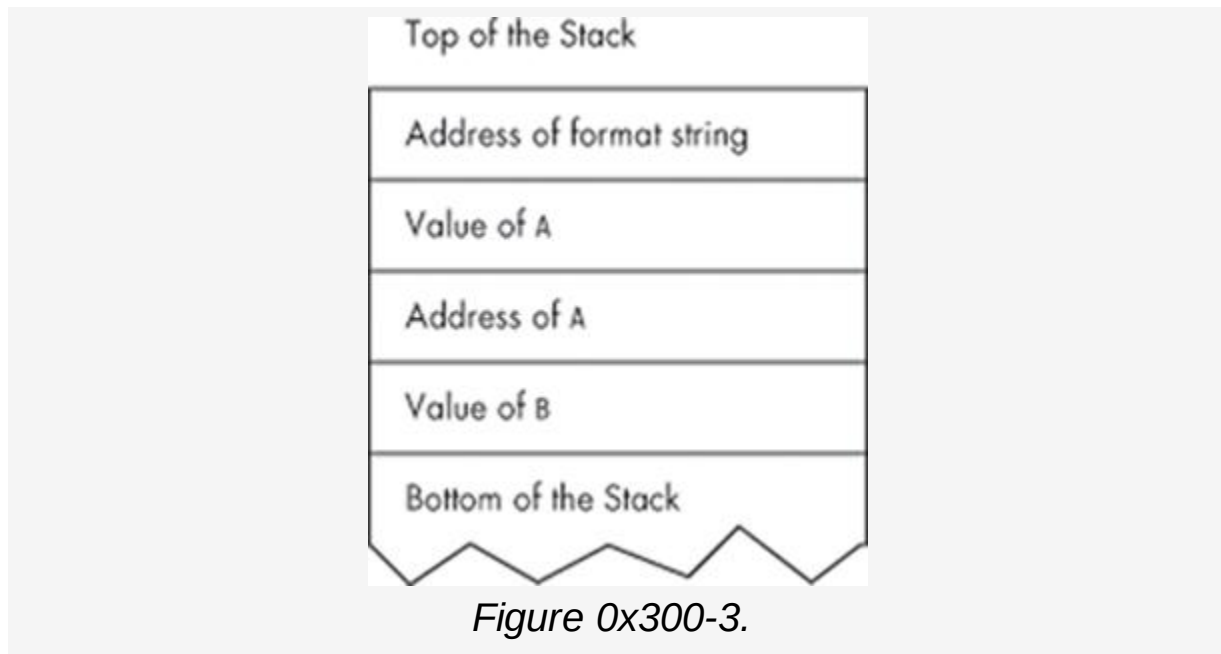 Top of the Stack
Address of format string
Value of A
Address of A
Value of B
Bottom of the Stack
Figure 0x300-3.